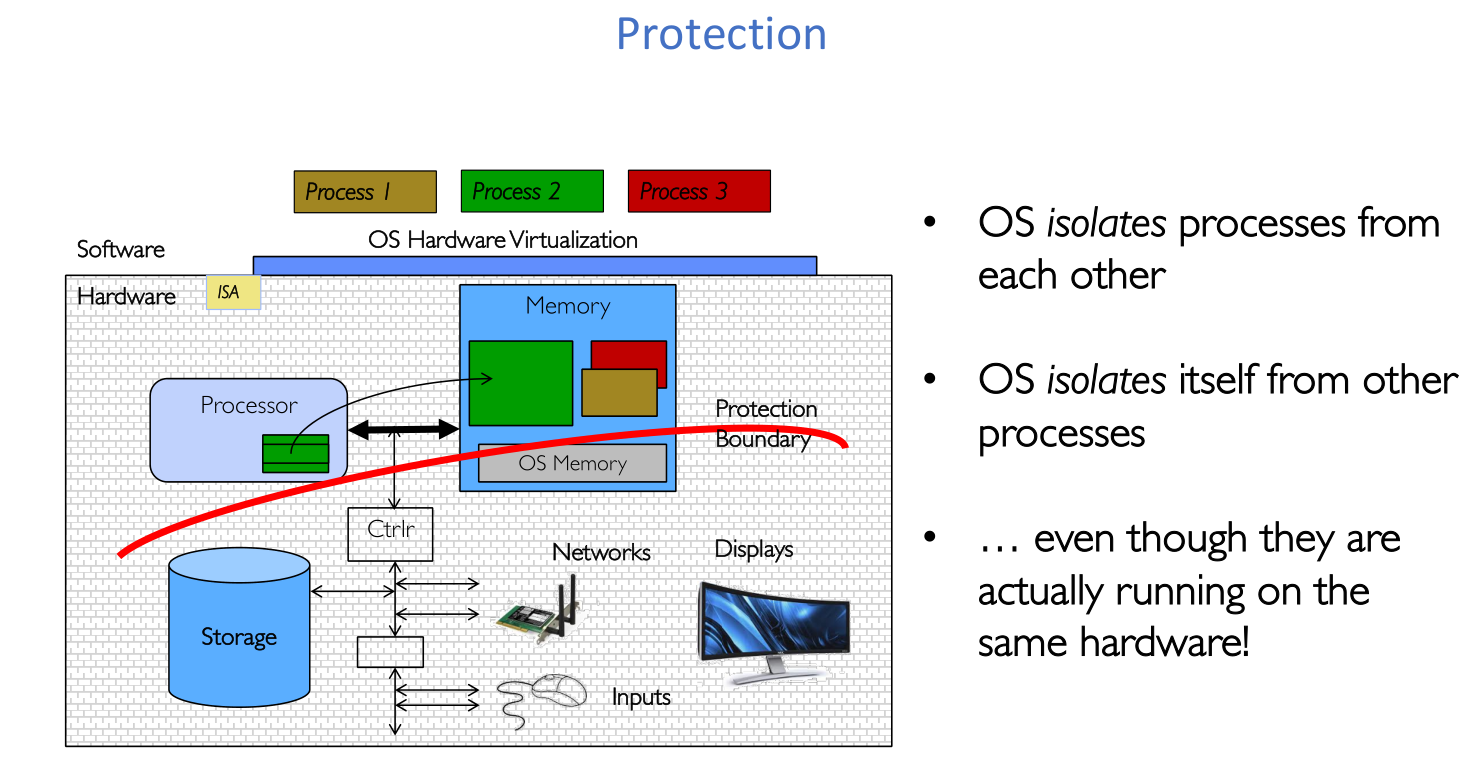 Protection
Process 1
Process 2
Process 3
OS Hardware Virtualization
Software
Hardware
ISA
Memory
Processor
Protection
Boundary
OS Memory
Ctrlr
Networks
Displays
Storage
Inputs
• OS isolates processes from
each other
• OS isolates itself from other
processes
• … even though they are
actually running on the
same hardware!